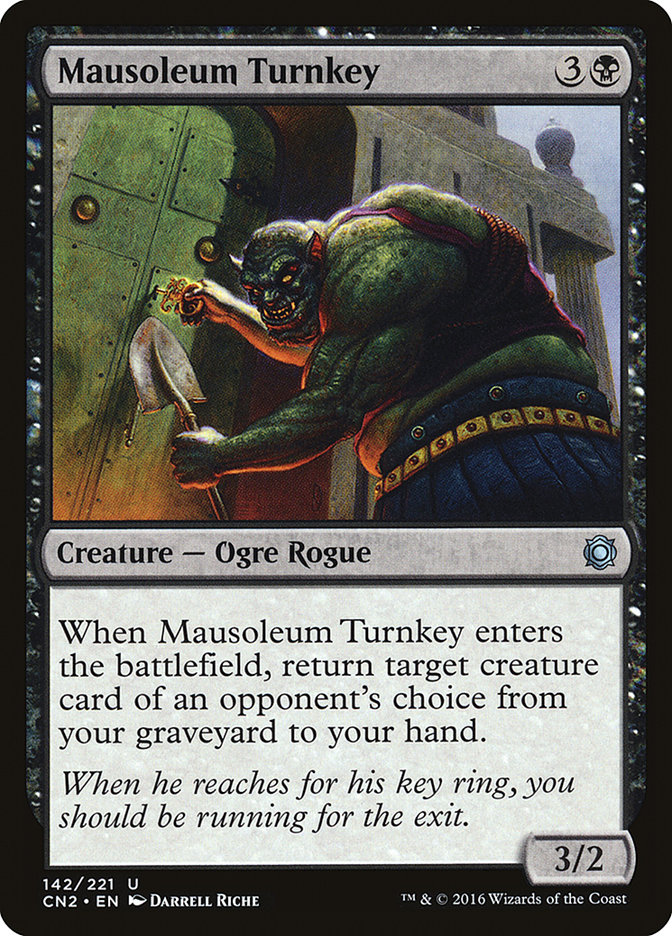 Mausoleum Turnkey 3
Creature — Ogre Rogue
When Mausoleum Turnkey enters
the battlefield, return target creature
card of an opponent's choice from
your graveyard to your hand.
When he reaches for his key ring, you
should be running for the exit.
3/2
142/221 U
CN2 • EN Darrell Riche
™ & © 2016 Wizards of the Coast